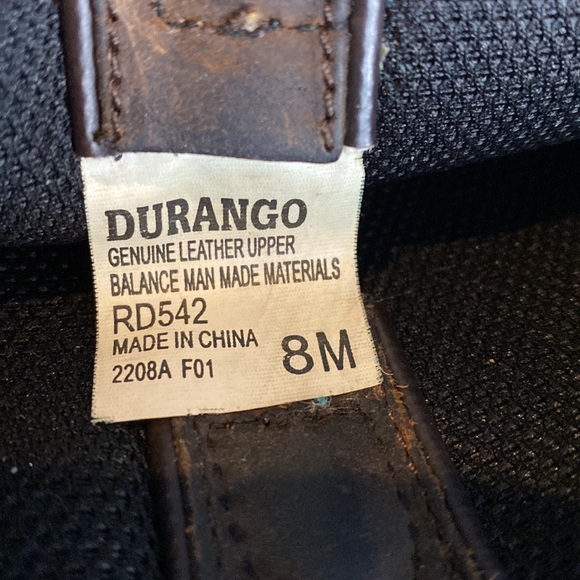 DURANGO
GENUINE LEATHER UPPER
BALANCE MAN MADE MATERIALS
RD542
MADE IN CHINA
2208A F01
8M